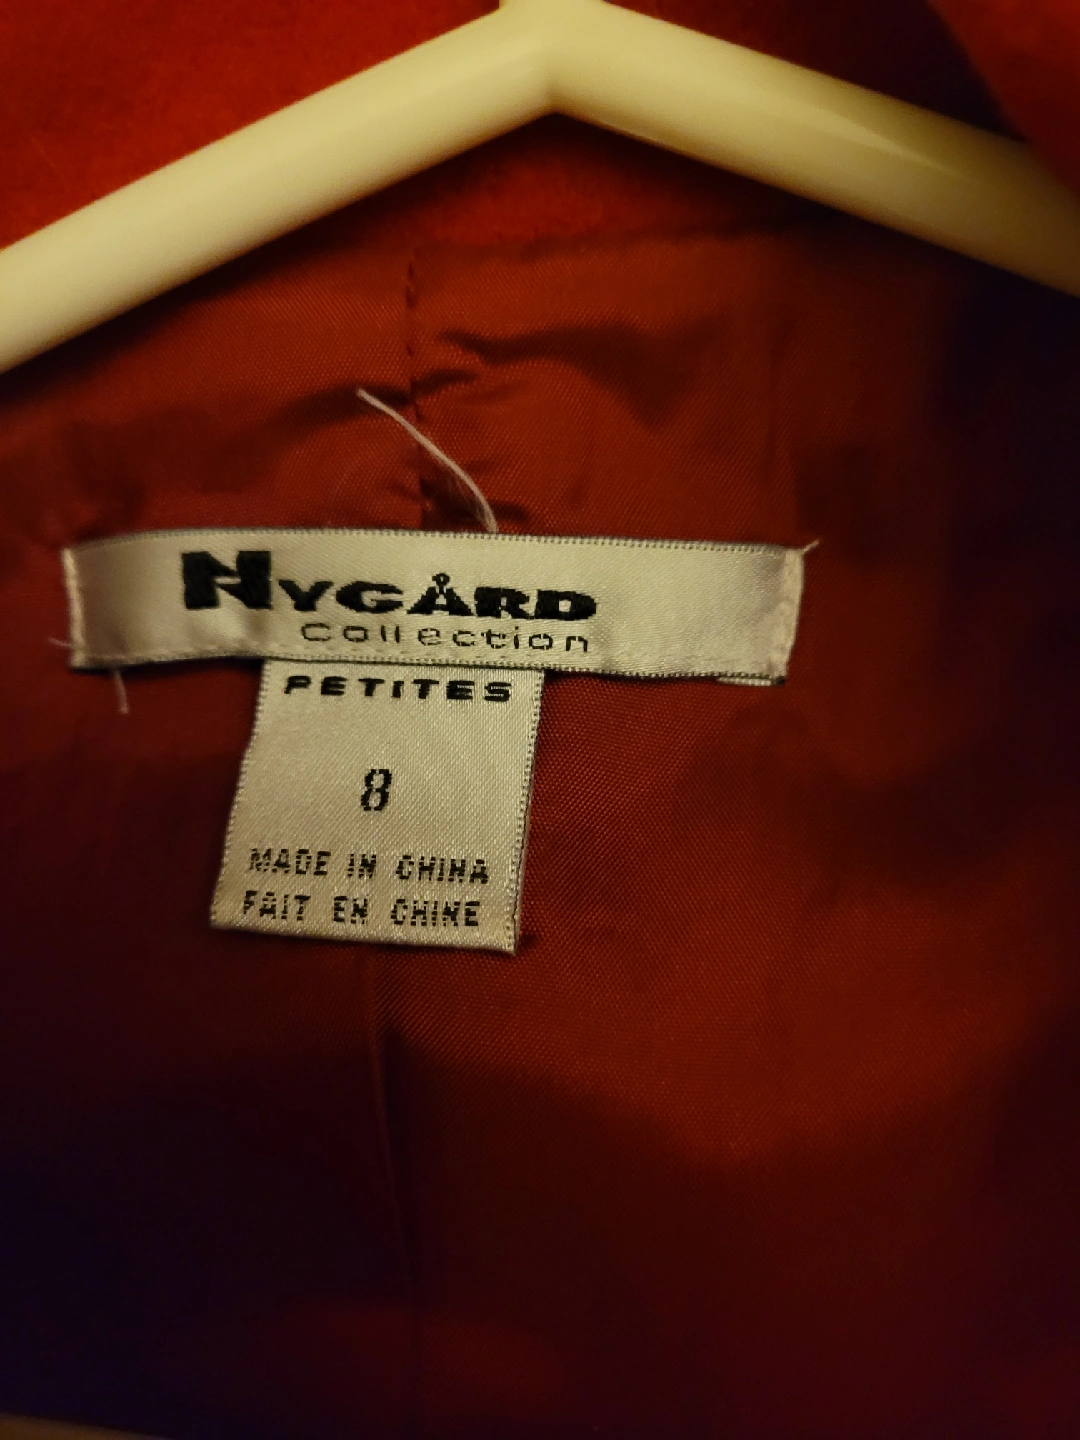 NYGÅRD
Collection
PETITES
8
MADE IN CHINA
FAIT EN CHINE